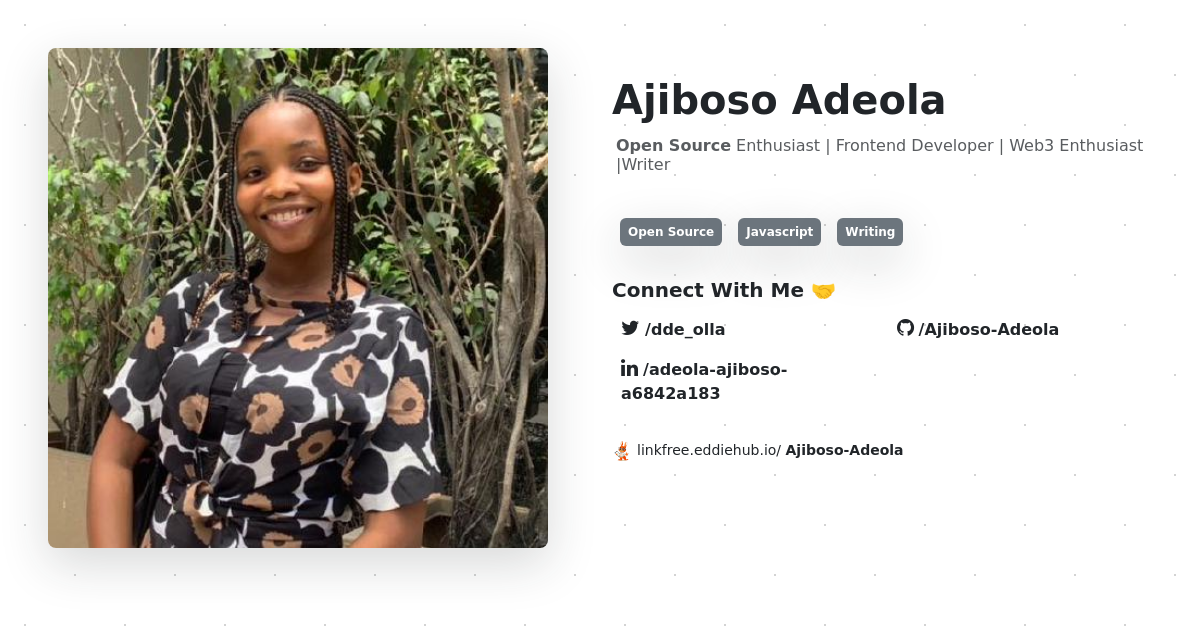 Ajiboso Adeola
Open Source Enthusiast | Frontend Developer | Web3 Enthusiast
|Writer
Open Source Javascript Writing
Connect With Me 🤝
/dde_olla /Ajiboso-Adeola
/adeola-ajiboso-
a6842a183
linkfree.eddiehub.io/ Ajiboso-Adeola